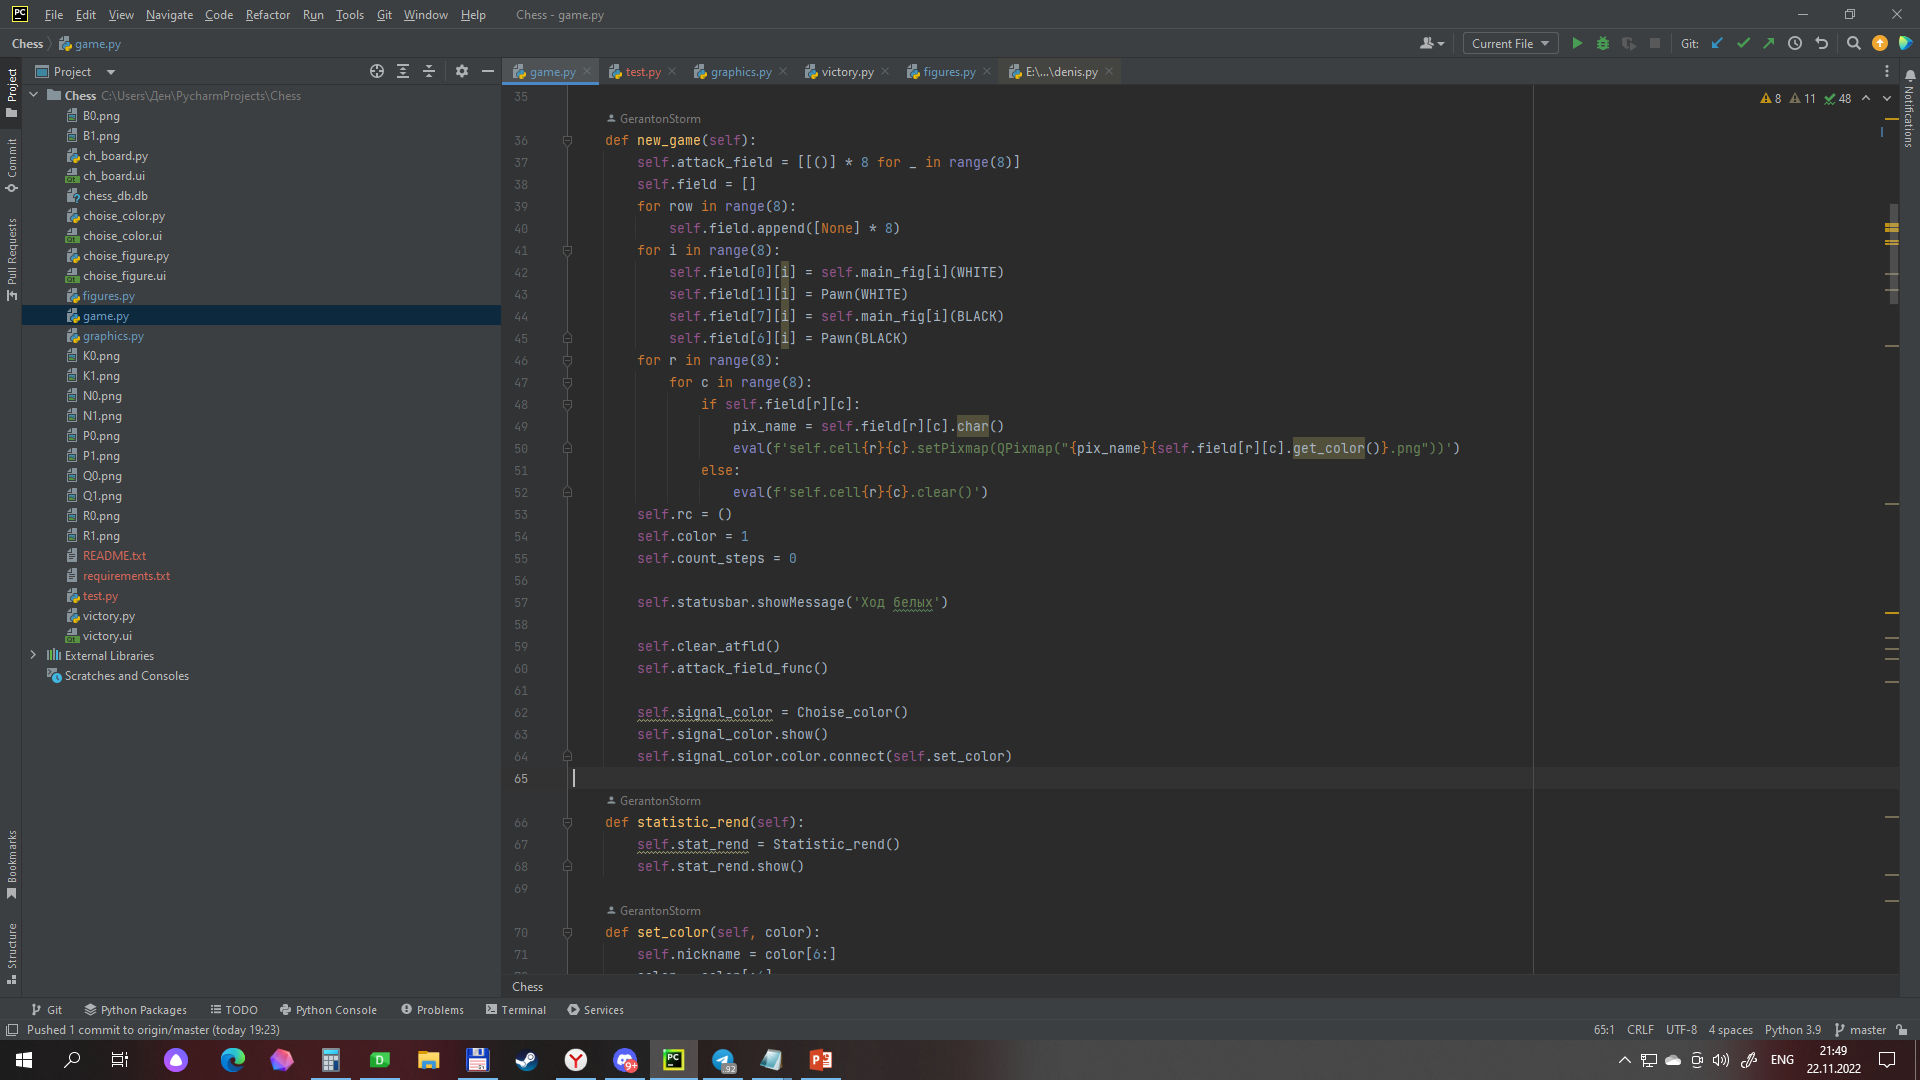 File Edit View Navigate Code Refactor Run Tools Git Window Help Chess - game.py
Chess game.py Current File Git:
Project
game.py test.py graphics.py victory.py figures.py E:\...\denis.py
Project
Commit
Pull Requests
Bookmarks
Structure
Notifications
Chess C:\Users\Ден\PycharmProjects\Chess
B0.png
B1.png
ch_board.py
ch_board.ui
chess_db.db
choise_color.py
choise_color.ui
choise_figure.py
choise_figure.ui
figures.py
game.py
graphics.py
K0.png
K1.png
N0.png
N1.png
P0.png
P1.png
Q0.png
Q1.png
R0.png
R1.png
README.txt
requirements.txt
test.py
victory.py
victory.ui
External Libraries
Scratches and Consoles
8 11 48
35
GerantonStorm
36 def new_game(self):
37 self.attack_field = [[()] * 8 for _ in range(8)]
38 self.field = []
39 for row in range(8):
40 self.field.append([None] * 8)
41 for i in range(8):
42 self.field[0][i] = self.main_fig[i](WHITE)
43 self.field[1][i] = Pawn(WHITE)
44 self.field[7][i] = self.main_fig[i](BLACK)
45 self.field[6][i] = Pawn(BLACK)
46 for r in range(8):
47 for c in range(8):
48 if self.field[r][c]:
49 pix_name = self.field[r][c].char()
50 eval(f'self.cell{r}{c}.setPixmap(QPixmap("{pix_name}{self.field[r][c].get_color()}.png"))')
51 else:
52 eval(f'self.cell{r}{c}.clear()')
53 self.rc = ()
54 self.color = 1
55 self.count_steps = 0
56
57 self.statusbar.showMessage('Ход белых')
58
59 self.clear_atfld()
60 self.attack_field_func()
61
62 self.signal_color = Choise_color()
63 self.signal_color.show()
64 self.signal_color.color.connect(self.set_color)
65
GerantonStorm
66 def statistic_rend(self):
67 self.stat_rend = Statistic_rend()
68 self.stat_rend.show()
69
GerantonStorm
70 def set_color(self, color):
71 self.nickname = color[6:]
Chess
Git Python Packages TODO Python Console Problems Terminal Services
Pushed 1 commit to origin/master (today 19:23) 65:1 CRLF UTF-8 4 spaces Python 3.9 master
ENG 21:49
22.11.2022